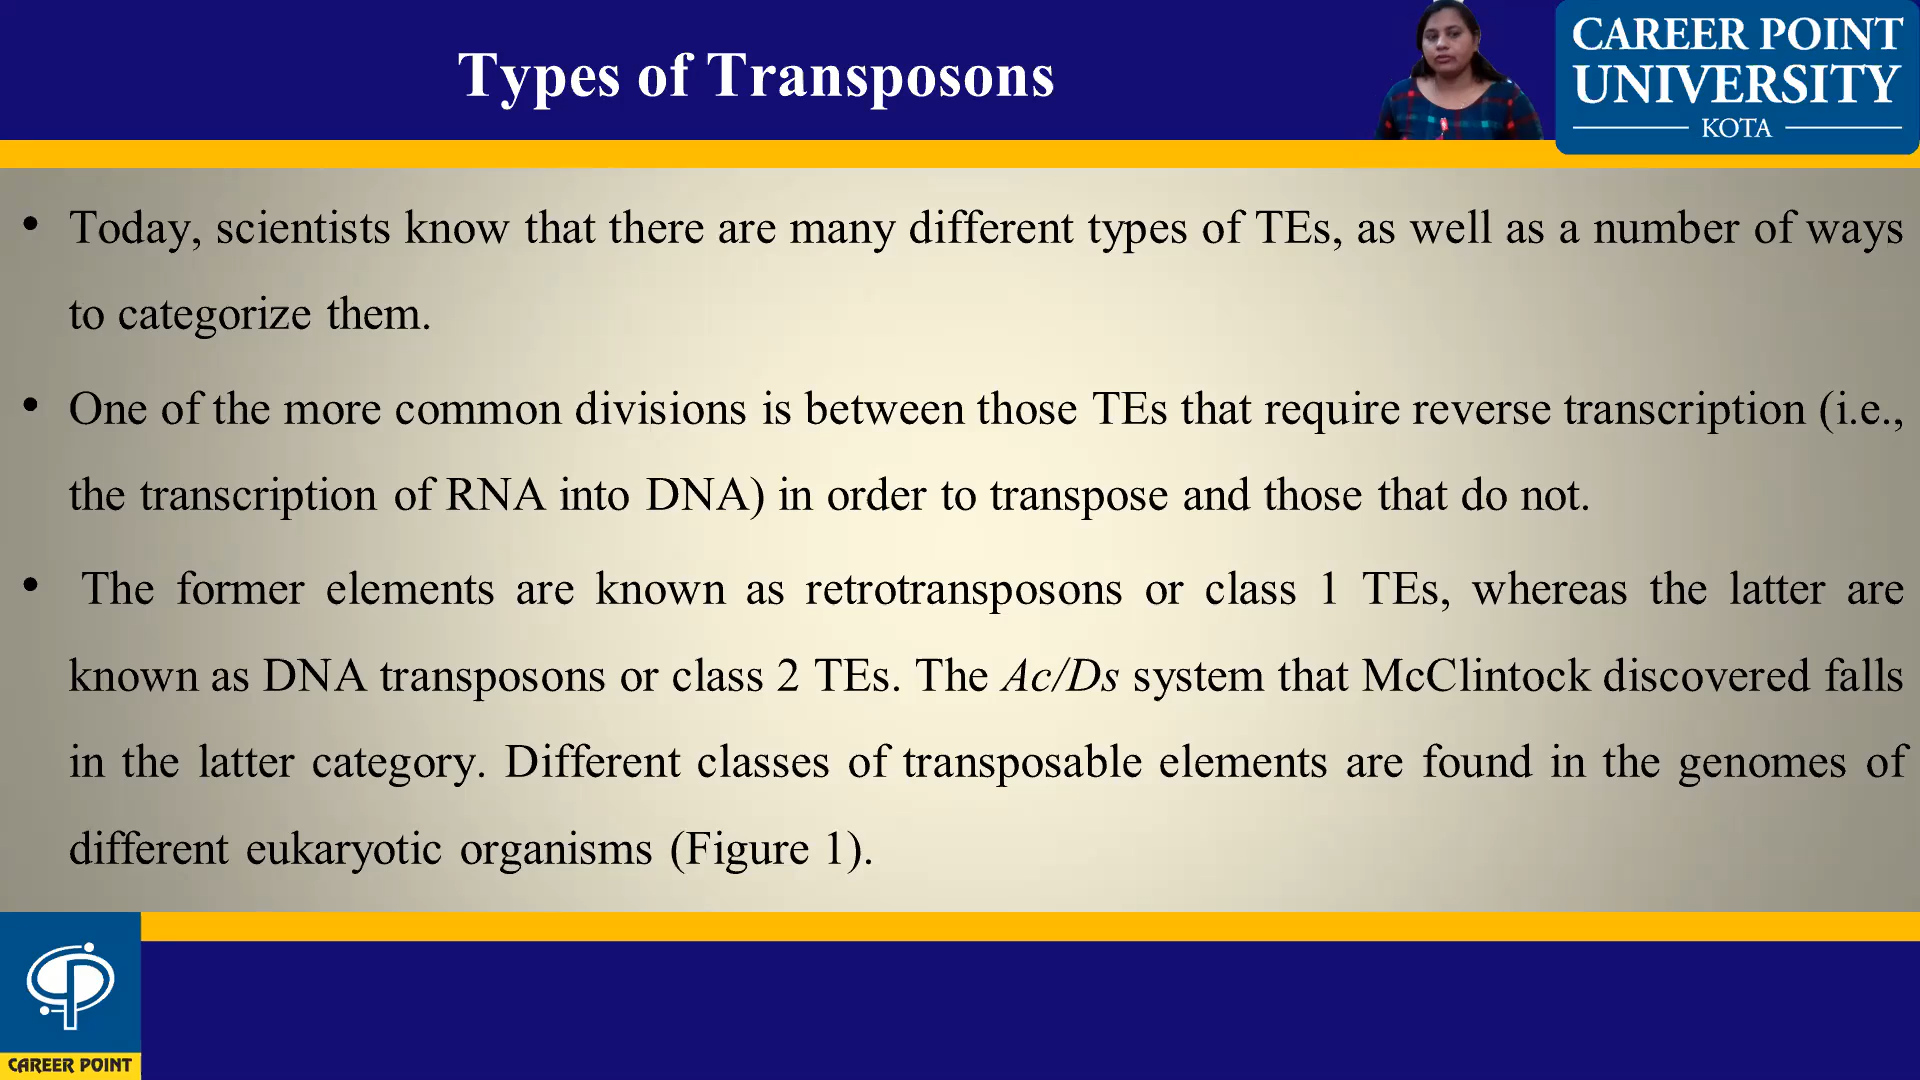 Types of Transposons
CAREER POINT
UNIVERSITY
KOTA
• Today, scientists know that there are many different types of TEs, as well as a number of ways
to categorize them.
• One of the more common divisions is between those TEs that require reverse transcription (i.e.,
the transcription of RNA into DNA) in order to transpose and those that do not.
• The former elements are known as retrotransposons or class 1 TEs, whereas the latter are
known as DNA transposons or class 2 TEs. The Ac/Ds system that McClintock discovered falls
in the latter category. Different classes of transposable elements are found in the genomes of
different eukaryotic organisms (Figure 1).
CAREER POINT